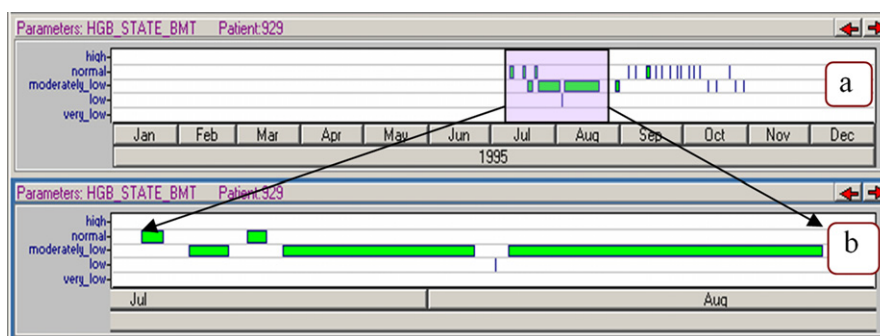 Parameters: HGB_STATE_BMT Patient:929
high
normal
moderately_low
low
very_low
a
Jan Feb Mar Apr May Jun Jul Aug Sep Oct Nov Dec
1995
Parameters: HGB_STATE_BMT Patient:929
high
normal
moderately_low
low
very_low
b
Jul Aug